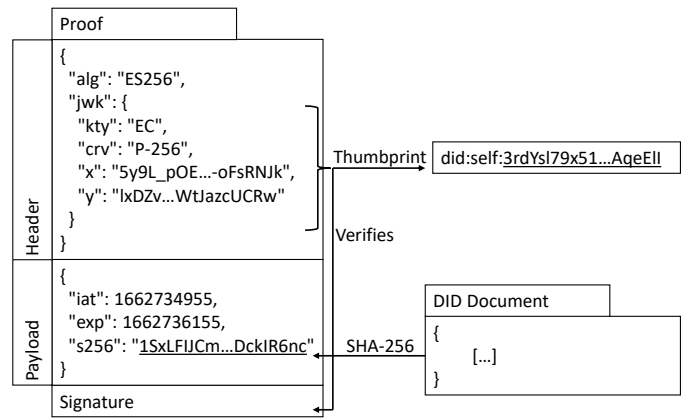 Proof
Header
{
"alg": "ES256",
"jwk": {
"kty": "EC",
"crv": "P-256",
"x": "5y9L_pOE...-oFsRNJk",
"y": "lxDZv...WtJazcUCRw"
}
}
Thumbprint
did:self:3rdYsl79x51...AqeEll
Verifies
Payload
{
"iat": 1662734955,
"exp": 1662736155,
"s256": "1SxLFIJCm...DckIR6nc"
}
SHA-256
DID Document
{
[...]
}
Signature